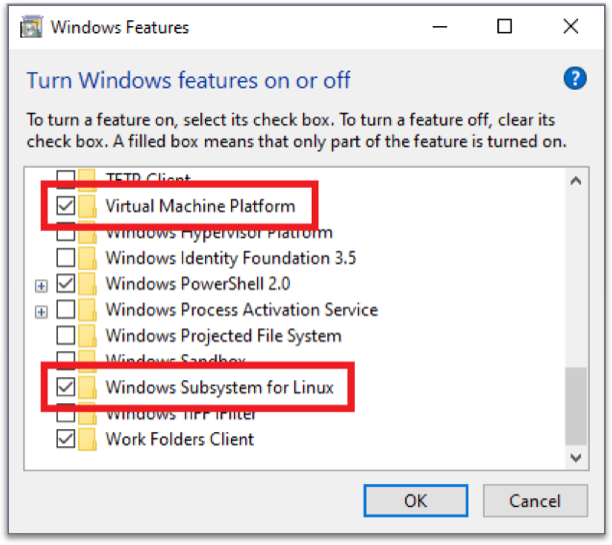 Windows Features
Turn Windows features on or off
?
To turn a feature on, select its check box. To turn a feature off, clear its
check box. A filled box means that only part of the feature is turned on.
TFTP Client
Virtual Machine Platform
Windows Hypervisor Platform
Windows Identity Foundation 3.5
Windows PowerShell 2.0
Windows Process Activation Service
Windows Projected File System
Windows Sandbox
Windows Subsystem for Linux
Windows TIFF IFilter
Work Folders Client
OK
Cancel